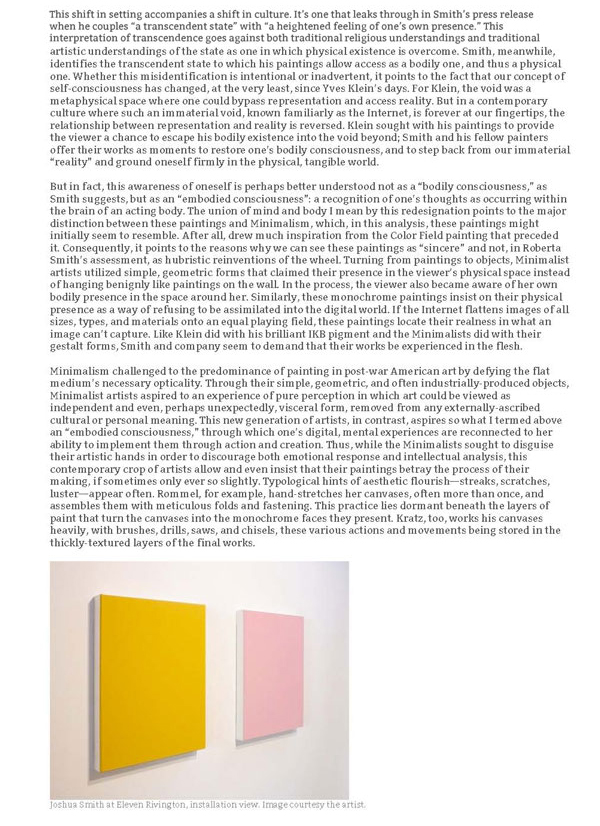 This shift in setting accompanies a shift in culture. It's one that leaks through in Smith's press release
when he couples "a transcendent state" with "a heightened feeling of one's own presence." This
interpretation of transcendence goes against both traditional religious understandings and traditional
artistic understandings of the state as one in which physical existence is overcome. Smith, meanwhile,
identifies the transcendent state to which his paintings allow access as a bodily one, and thus a physical
one. Whether this misidentification is intentional or inadvertent, it points to the fact that our concept of
self-consciousness has changed, at the very least, since Yves Klein's days. For Klein, the void was a
metaphysical space where one could bypass representation and access reality. But in a contemporary
culture where such an immaterial void, known familiarly as the Internet, is forever at our fingertips, the
relationship between representation and reality is reversed. Klein sought with his paintings to provide
the viewer a chance to escape his bodily existence into the void beyond; Smith and his fellow painters
offer their works as moments to restore one's bodily consciousness, and to step back from our immaterial
"reality" and ground oneself firmly in the physical, tangible world.
But in fact, this awareness of oneself is perhaps better understood not as a "bodily consciousness," as
Smith suggests, but as an "embodied consciousness": a recognition of one's thoughts as occurring within
the brain of an acting body. The union of mind and body I mean by this redesignation points to the major
distinction between these paintings and Minimalism, which, in this analysis, these paintings might
initially seem to resemble. After all, drew much inspiration from the Color Field painting that preceded
it. Consequently, it points to the reasons why we can see these paintings as "sincere" and not, in Roberta
Smith's assessment, as hubristic reinventions of the wheel. Turning from paintings to objects, Minimalist
artists utilized simple, geometric forms that claimed their presence in the viewer's physical space instead
of hanging benignly like paintings on the wall. In the process, the viewer also became aware of her own
bodily presence in the space around her. Similarly, these monochrome paintings insist on their physical
presence as a way of refusing to be assimilated into the digital world. If the Internet flattens images of all
sizes, types, and materials onto an equal playing field, these paintings locate their realness in what an
image can't capture. Like Klein did with his brilliant IKB pigment and the Minimalists did with their
gestalt forms, Smith and company seem to demand that their works be experienced in the flesh.
Minimalism challenged to the predominance of painting in post-war American art by defying the flat
medium's necessary opticality. Through their simple, geometric, and often industrially-produced objects,
Minimalist artists aspired to an experience of pure perception in which art could be viewed as
independent and even, perhaps unexpectedly, visceral form, removed from any externally-ascribed
cultural or personal meaning. This new generation of artists, in contrast, aspires so what I termed above
an "embodied consciousness," through which one's digital, mental experiences are reconnected to her
ability to implement them through action and creation. Thus, while the Minimalists sought to disguise
their artistic hands in order to discourage both emotional response and intellectual analysis, this
contemporary crop of artists allow and even insist that their paintings betray the process of their
making, if sometimes only ever so slightly. Typological hints of aesthetic flourish—streaks, scratches,
luster—appear often. Rommel, for example, hand-stretches her canvases, often more than once, and
assembles them with meticulous folds and fastening. This practice lies dormant beneath the layers of
paint that turn the canvases into the monochrome faces they present. Kratz, too, works his canvases
heavily, with brushes, drills, saws, and chisels, these various actions and movements being stored in the
thickly-textured layers of the final works.
Joshua Smith at Eleven Rivington, installation view. Image courtesy the artist.